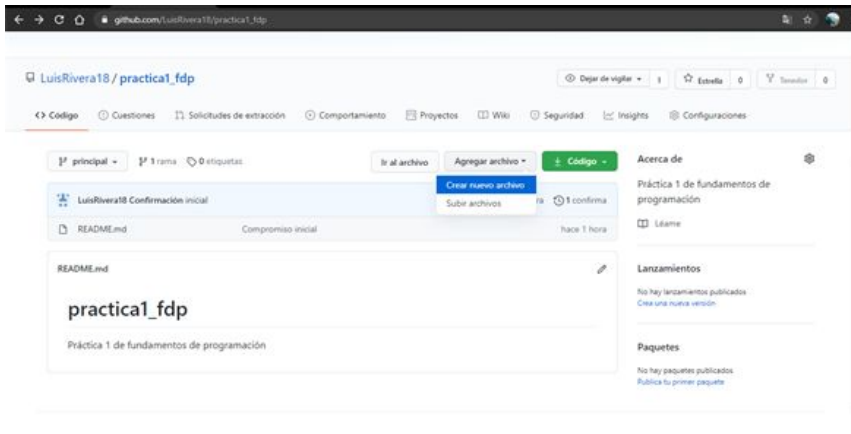 github.com/LuisRivera18/practica1_fdp
LuisRivera18 / practica1_fdp
Dejar de vigilar 1 Estrella 0 Tenedor 0
Código Cuestiones Solicitudes de extracción Comportamiento Proyectos Wiki Seguridad Insights Configuraciones
principal 1 rama 0 etiquetas Ir al archivo Agregar archivo Código
Crear nuevo archivo
Subir archivos
LuisRivera18 Confirmación inicial ra 1 confirma
README.md Compromiso inicial hace 1 hora
README.md
practica1_fdp
Práctica 1 de fundamentos de programación
Acerca de
Práctica 1 de fundamentos de
programación
Léame
Lanzamientos
No hay lanzamientos publicados
Crea una nueva versión
Paquetes
No hay paquetes publicados
Publica tu primer paquete